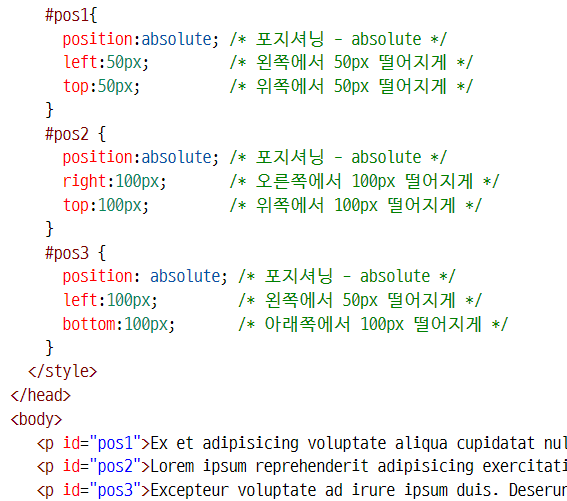 #pos1{
position:absolute; /* 포지셔닝 - absolute */
left:50px; /* 왼쪽에서 50px 떨어지게 */
top:50px; /* 위쪽에서 50px 떨어지게 */
}
#pos2 {
position:absolute; /* 포지셔닝 - absolute */
right:100px; /* 오른쪽에서 100px 떨어지게 */
top:100px; /* 위쪽에서 100px 떨어지게 */
}
#pos3 {
position: absolute; /* 포지셔닝 - absolute */
left:100px; /* 왼쪽에서 50px 떨어지게 */
bottom:100px; /* 아래쪽에서 100px 떨어지게 */
}
</style>
</head>
<body>
<p id="pos1">Ex et adipisicing voluptate aliqua cupidatat nul
<p id="pos2">Lorem ipsum reprehenderit adipisicing exercitati
<p id="pos3">Excepteur voluptate ad irure ipsum duis. Deserun